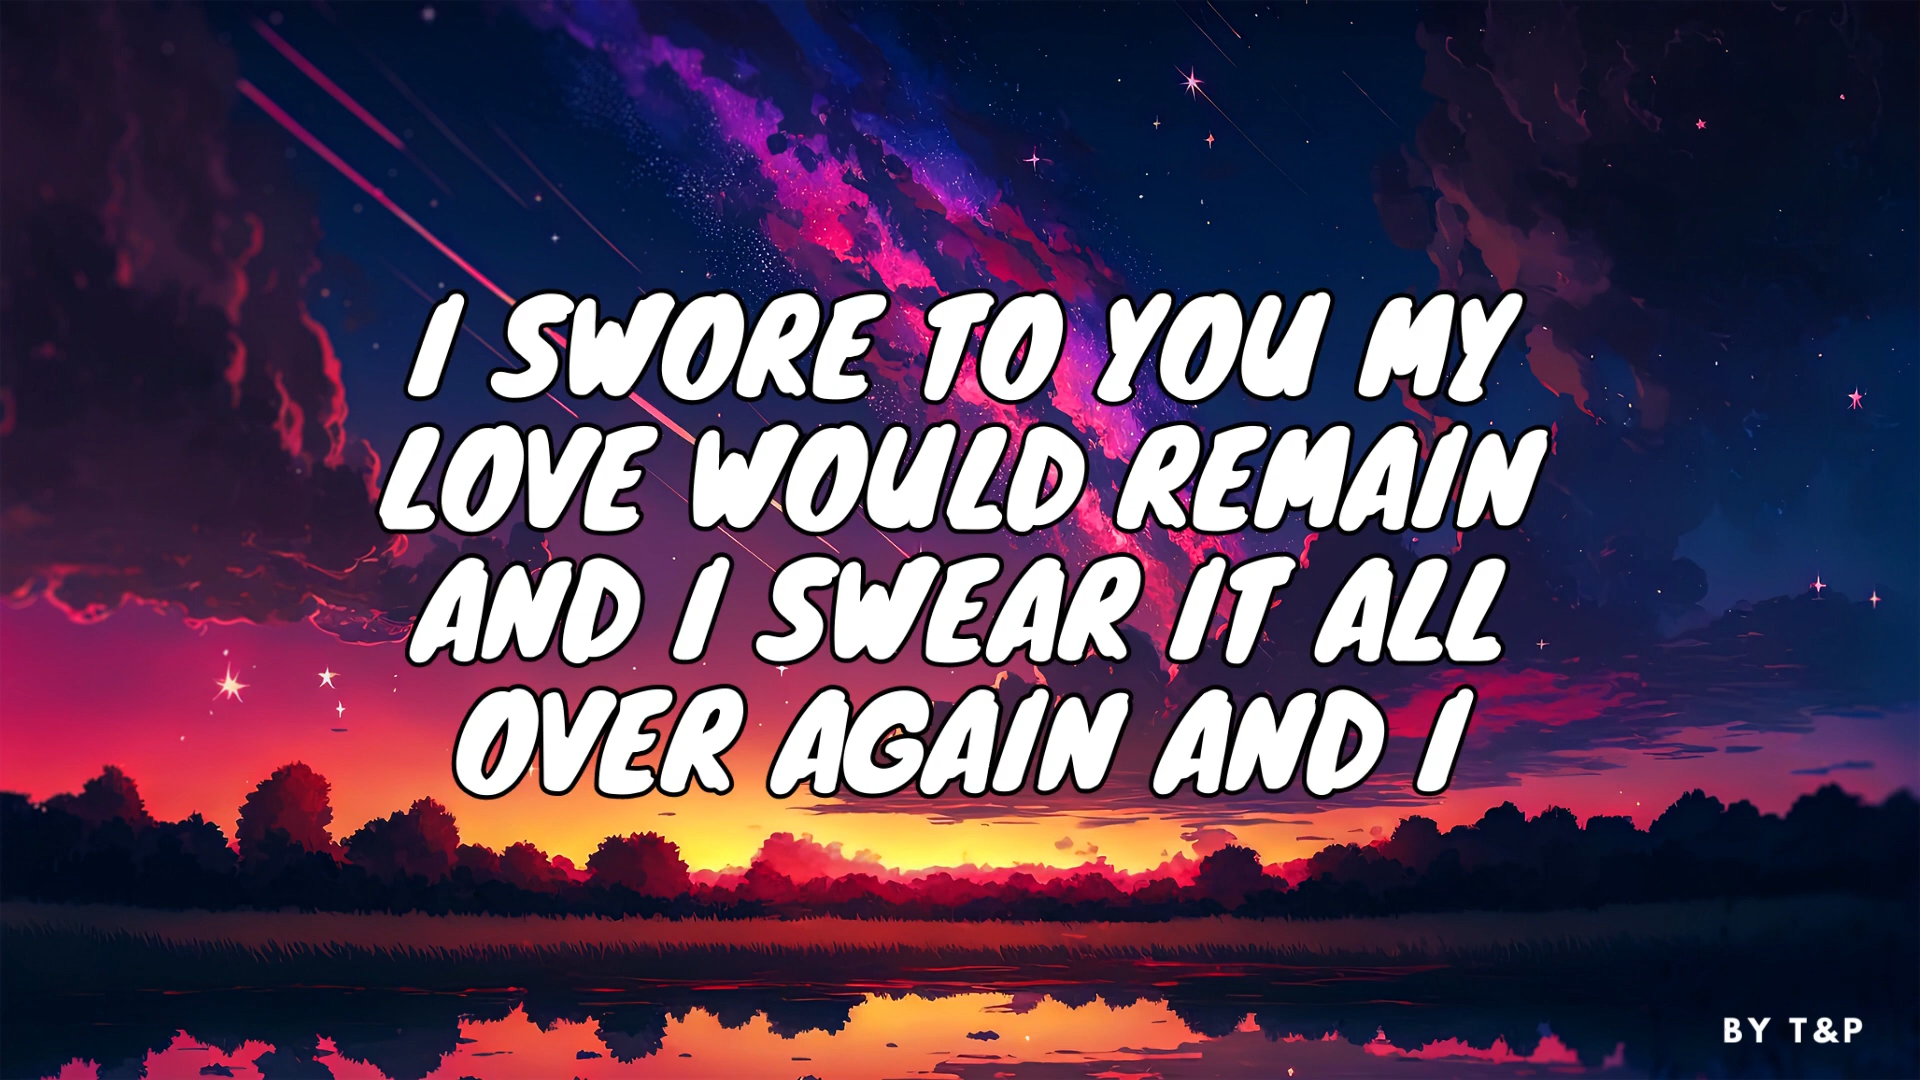 I SWORE TO YOU MY
LOVE WOULD REMAIN
AND I SWEAR IT ALL
OVER AGAIN AND I
BY T&P